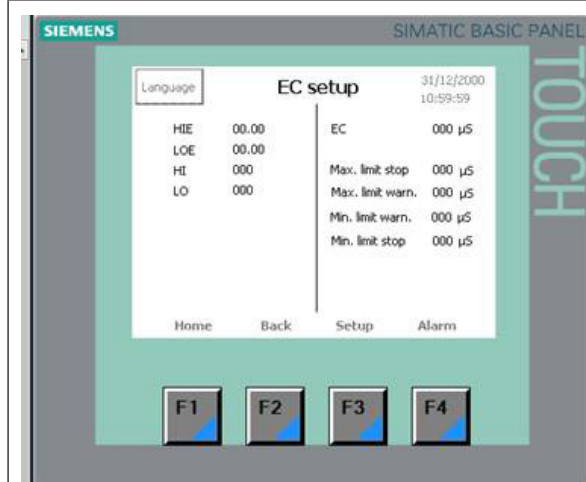 SIEMENS
SIMATIC BASIC PANEL
TOUCH
Language
EC setup
31/12/2000
10:59:59
HIE 00.00
LOE 00.00
HI 000
LO 000
EC 000 µS
Max. limit stop 000 µS
Max. limit warn. 000 µS
Min. limit warn. 000 µS
Min. limit stop 000 µS
Home Back Setup Alarm
F1 F2 F3 F4